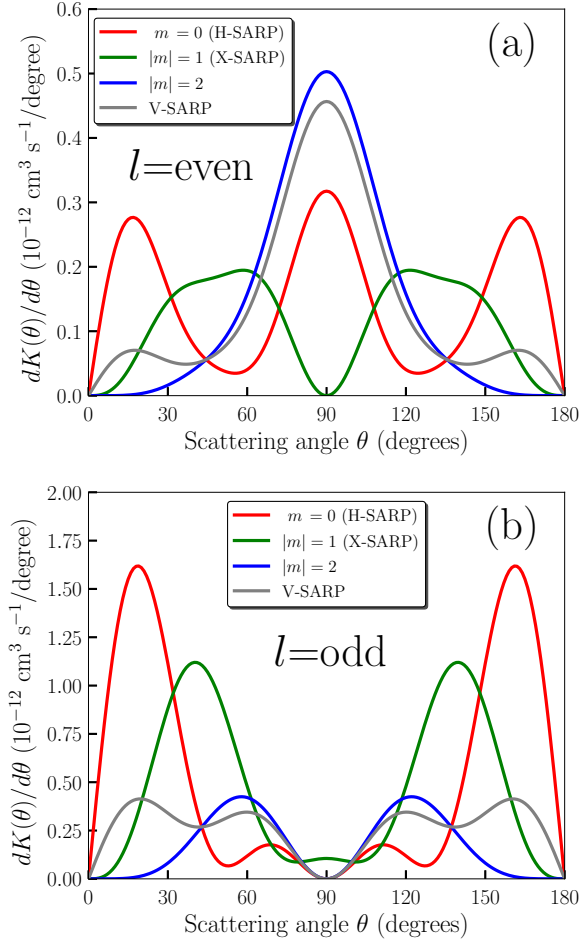 (a)
m = 0 (H-SARP)
|m| = 1 (X-SARP)
|m| = 2
V-SARP
l=even
0.6
0.5
0.4
0.3
0.2
0.1
0.0
dK(θ)/dθ (10⁻¹² cm³ s⁻¹/degree)
0 30 60 90 120 150 180
Scattering angle θ (degrees)
(b)
m = 0 (H-SARP)
|m| = 1 (X-SARP)
|m| = 2
V-SARP
l=odd
2.00
1.75
1.50
1.25
1.00
0.75
0.50
0.25
0.00
dK(θ)/dθ (10⁻¹² cm³ s⁻¹/degree)
0 30 60 90 120 150 180
Scattering angle θ (degrees)